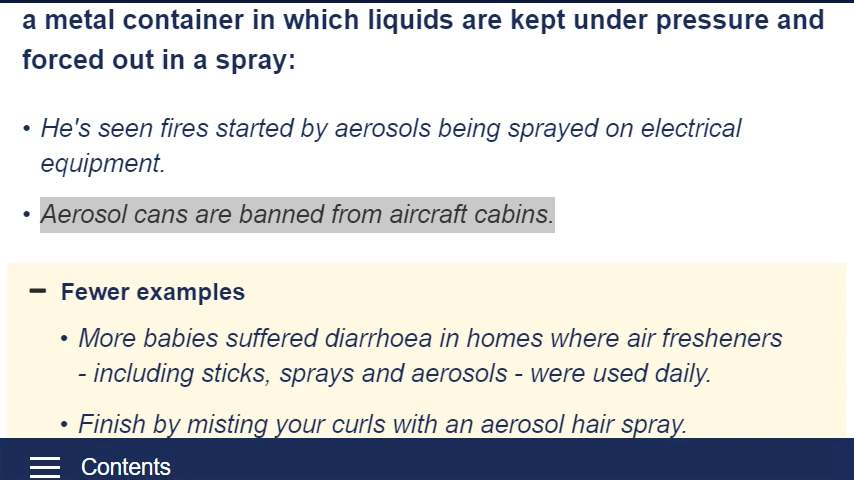 a metal container in which liquids are kept under pressure and
forced out in a spray:
• He's seen fires started by aerosols being sprayed on electrical
equipment.
• Aerosol cans are banned from aircraft cabins.
– Fewer examples
• More babies suffered diarrhoea in homes where air fresheners
- including sticks, sprays and aerosols - were used daily.
• Finish by misting your curls with an aerosol hair spray.
Contents